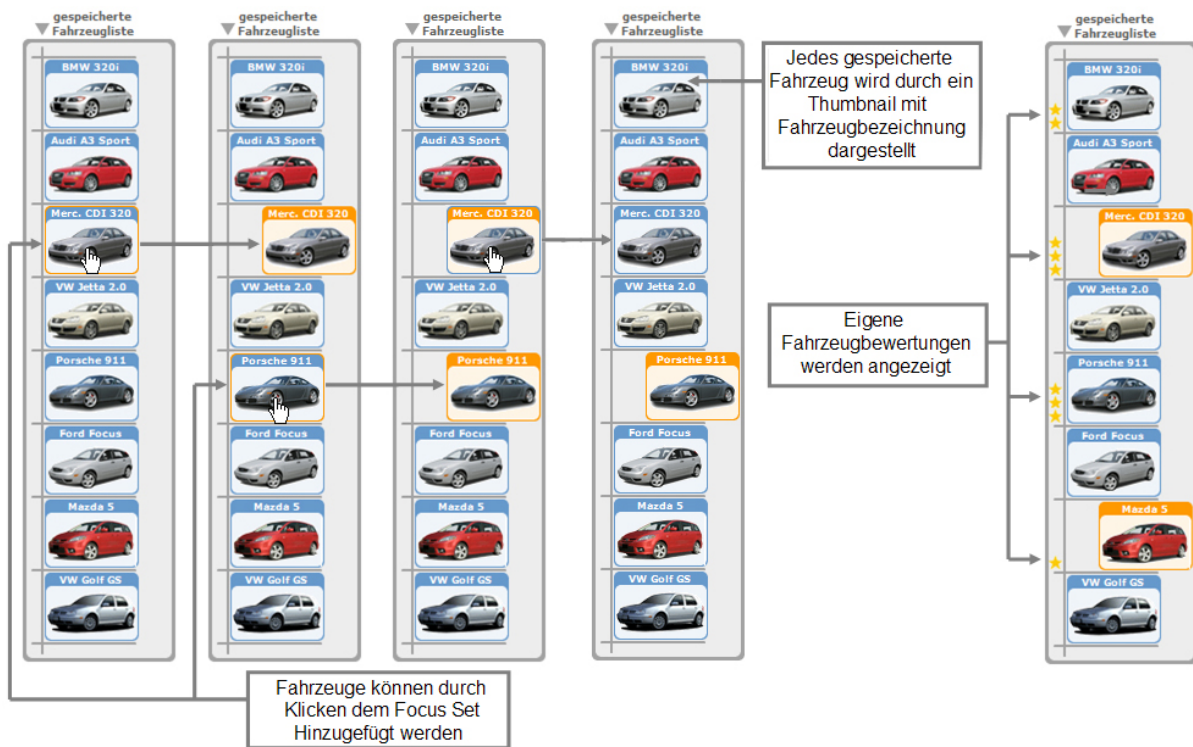 gespeicherte
Fahrzeugliste
BMW 320i
Audi A3 Sport
Merc. CDI 320
VW Jetta 2.0
Porsche 911
Ford Focus
Mazda 5
VW Golf GS
gespeicherte
Fahrzeugliste
BMW 320i
Audi A3 Sport
Merc. CDI 320
VW Jetta 2.0
Porsche 911
Ford Focus
Mazda 5
VW Golf GS
gespeicherte
Fahrzeugliste
BMW 320i
Audi A3 Sport
Merc. CDI 320
VW Jetta 2.0
Porsche 911
Ford Focus
Mazda 5
VW Golf GS
gespeicherte
Fahrzeugliste
BMW 320i
Audi A3 Sport
Merc. CDI 320
VW Jetta 2.0
Porsche 911
Ford Focus
Mazda 5
VW Golf GS
Jedes gespeicherte
Fahrzeug wird durch ein
Thumbnail mit
Fahrzeugbezeichnung
dargestellt
Eigene
Fahrzeugbewertungen
werden angezeigt
gespeicherte
Fahrzeugliste
BMW 320i
Audi A3 Sport
Merc. CDI 320
VW Jetta 2.0
Porsche 911
Ford Focus
Mazda 5
VW Golf GS
Fahrzeuge können durch
Klicken dem Focus Set
Hinzugefügt werden